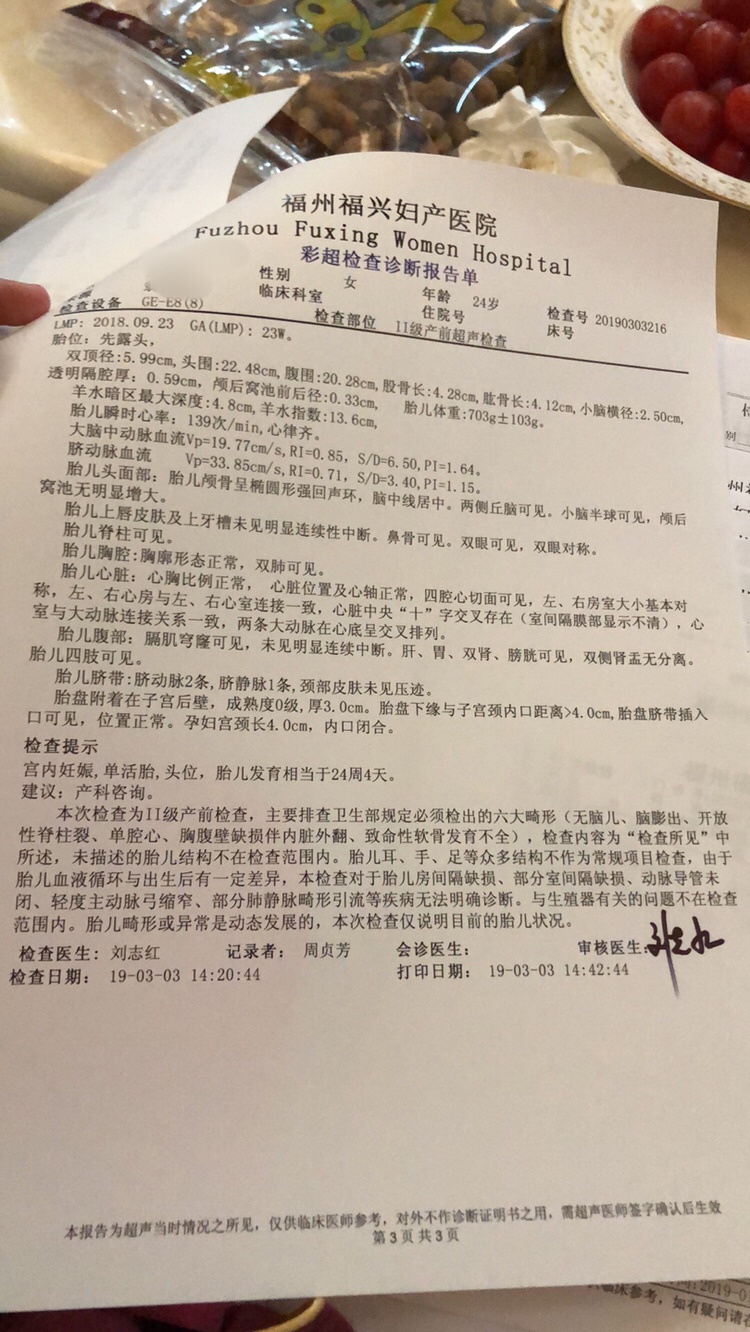 福州福兴妇产医院
Fuzhou Fuxing Women Hospital
彩超检查诊断报告单
性别 女 年龄 24岁 检查号 20190303216
检查设备 GE-E8(8) 临床科室 住院号 床号
检查部位 II级产前超声检查
LMP: 2018.09.23 GA(LMP): 23W。
胎位: 先露头,
双顶径:5.99cm,头围:22.48cm,腹围:20.28cm,股骨长:4.28cm,肱骨长:4.12cm,小脑横径:2.50cm,
透明隔腔厚: 0.59cm, 颅后窝池前后径:0.33cm, 胎儿体重:703g±103g。
羊水暗区最大深度:4.8cm,羊水指数:13.6cm,
胎儿瞬时心率: 139次/min,心律齐。
大脑中动脉血流Vp=19.77cm/s,RI=0.85, S/D=6.50,PI=1.64。
脐动脉血流 Vp=33.85cm/s,RI=0.71, S/D=3.40,PI=1.15。
胎儿头面部: 胎儿颅骨呈椭圆形强回声环, 脑中线居中。两侧丘脑可见。小脑半球可见, 颅后
窝池无明显增大。
胎儿上唇皮肤及上牙槽未见明显连续性中断。鼻骨可见。双眼可见, 双眼对称。
胎儿脊柱可见。
胎儿胸腔: 胸廓形态正常, 双肺可见。
胎儿心脏: 心胸比例正常, 心脏位置及心轴正常, 四腔心切面可见, 左、右房室大小基本对
称, 左、右心房与左、右心室连接一致, 心脏中央“十”字交叉存在(室间隔膜部显示不清), 心
室与大动脉连接关系一致, 两条大动脉在心底呈交叉排列。
胎儿腹部: 膈肌穹窿可见, 未见明显连续中断。肝、胃、双肾、膀胱可见, 双侧肾盂无分离。
胎儿四肢可见。
胎儿脐带: 脐动脉2条, 脐静脉1条, 颈部皮肤未见压迹。
胎盘附着在子宫后壁, 成熟度0级,厚3.0cm。胎盘下缘与子宫颈内口距离>4.0cm,胎盘脐带插入
口可见, 位置正常。孕妇宫颈长4.0cm, 内口闭合。
检查提示
宫内妊娠,单活胎,头位, 胎儿发育相当于24周4天。
建议: 产科咨询。
本次检查为II级产前检查, 主要排查卫生部规定必须检出的六大畸形(无脑儿、脑膨出、开放
性脊柱裂、单腔心、胸腹壁缺损伴内脏外翻、致命性软骨发育不全), 检查内容为“检查所见”中
所述, 未描述的胎儿结构不在检查范围内。胎儿耳、手、足等众多结构不作为常规项目检查, 由于
胎儿血液循环与出生后有一定差异, 本检查对于胎儿房间隔缺损、部分室间隔缺损、动脉导管未
闭、轻度主动脉弓缩窄、部分肺静脉畸形引流等疾病无法明确诊断。与生殖器有关的问题不在检查
范围内。胎儿畸形或异常是动态发展的, 本次检查仅说明目前的胎儿状况。
检查医生: 刘志红 记录者: 周贞芳 会诊医生: 审核医生:
检查日期: 19-03-03 14:20:44 打印日期: 19-03-03 14:42:44
本报告为超声当时情况之所见, 仅供临床医师参考, 对外不作诊断证明书之用, 需超声医师签字确认后生效
第 3 页 共 3 页